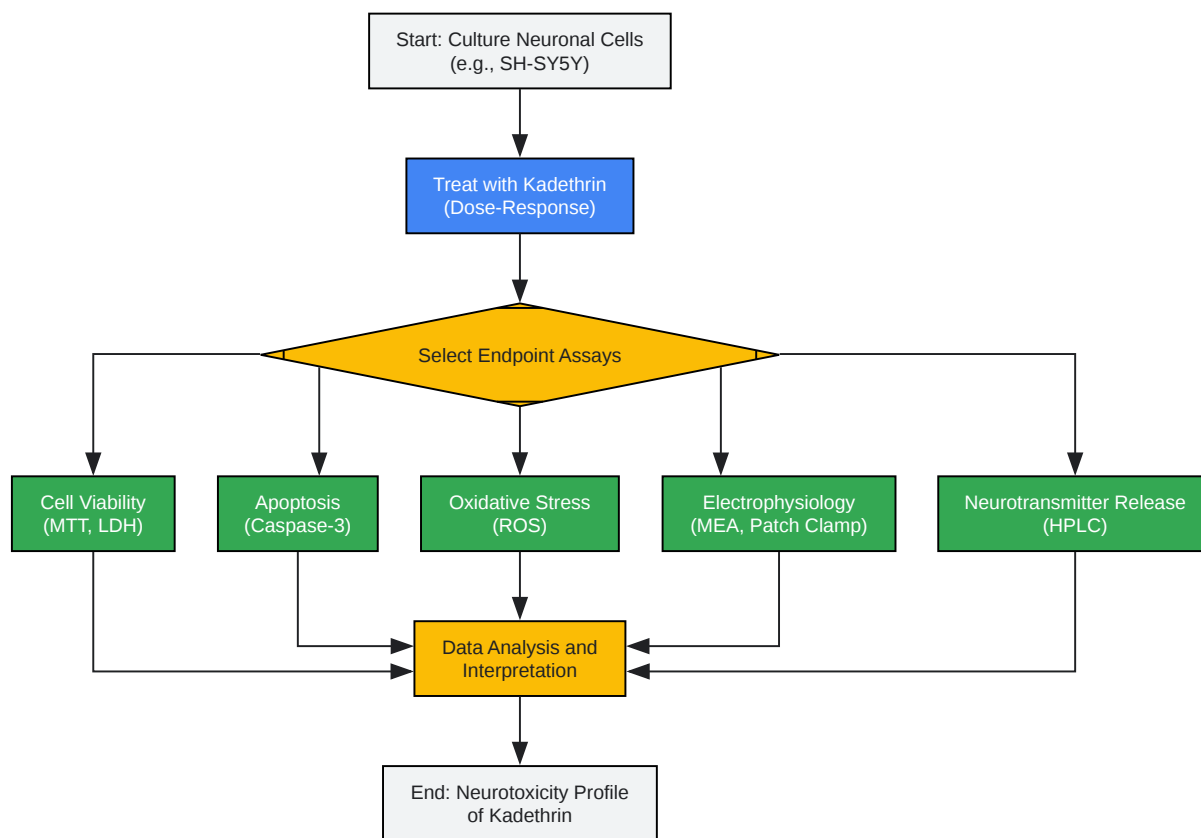 Start: Culture Neuronal Cells
(e.g., SH-SY5Y)
Treat with Kadethrin
(Dose-Response)
Select Endpoint Assays
Cell Viability
(MTT, LDH)
Apoptosis
(Caspase-3)
Oxidative Stress
(ROS)
Electrophysiology
(MEA, Patch Clamp)
Neurotransmitter Release
(HPLC)
Data Analysis and
Interpretation
End: Neurotoxicity Profile
of Kadethrin